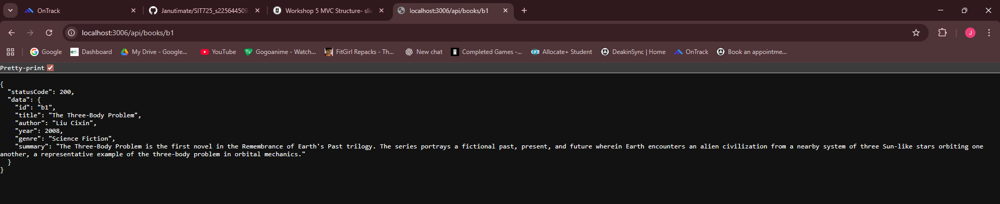 OnTrack
Janutimate/SIT725_s225644509
Workshop 5 MVC Structure- slic
localhost:3006/api/books/b1
localhost:3006/api/books/b1
J
Google
Dashboard
My Drive - Google...
YouTube
Gogoanime - Watch...
FitGirl Repacks - Th...
New chat
Completed Games -...
Allocate+ Student
DeakinSync | Home
OnTrack
Book an appointme...
Pretty-print
{
"statusCode": 200,
"data": {
"id": "b1",
"title": "The Three-Body Problem",
"author": "Liu Cixin",
"year": 2008,
"genre": "Science Fiction",
"summary": "The Three-Body Problem is the first novel in the Remembrance of Earth's Past trilogy. The series portrays a fictional past, present, and future wherein Earth encounters an alien civilization from a nearby system of three Sun-like stars orbiting one
another, a representative example of the three-body problem in orbital mechanics."
}
}